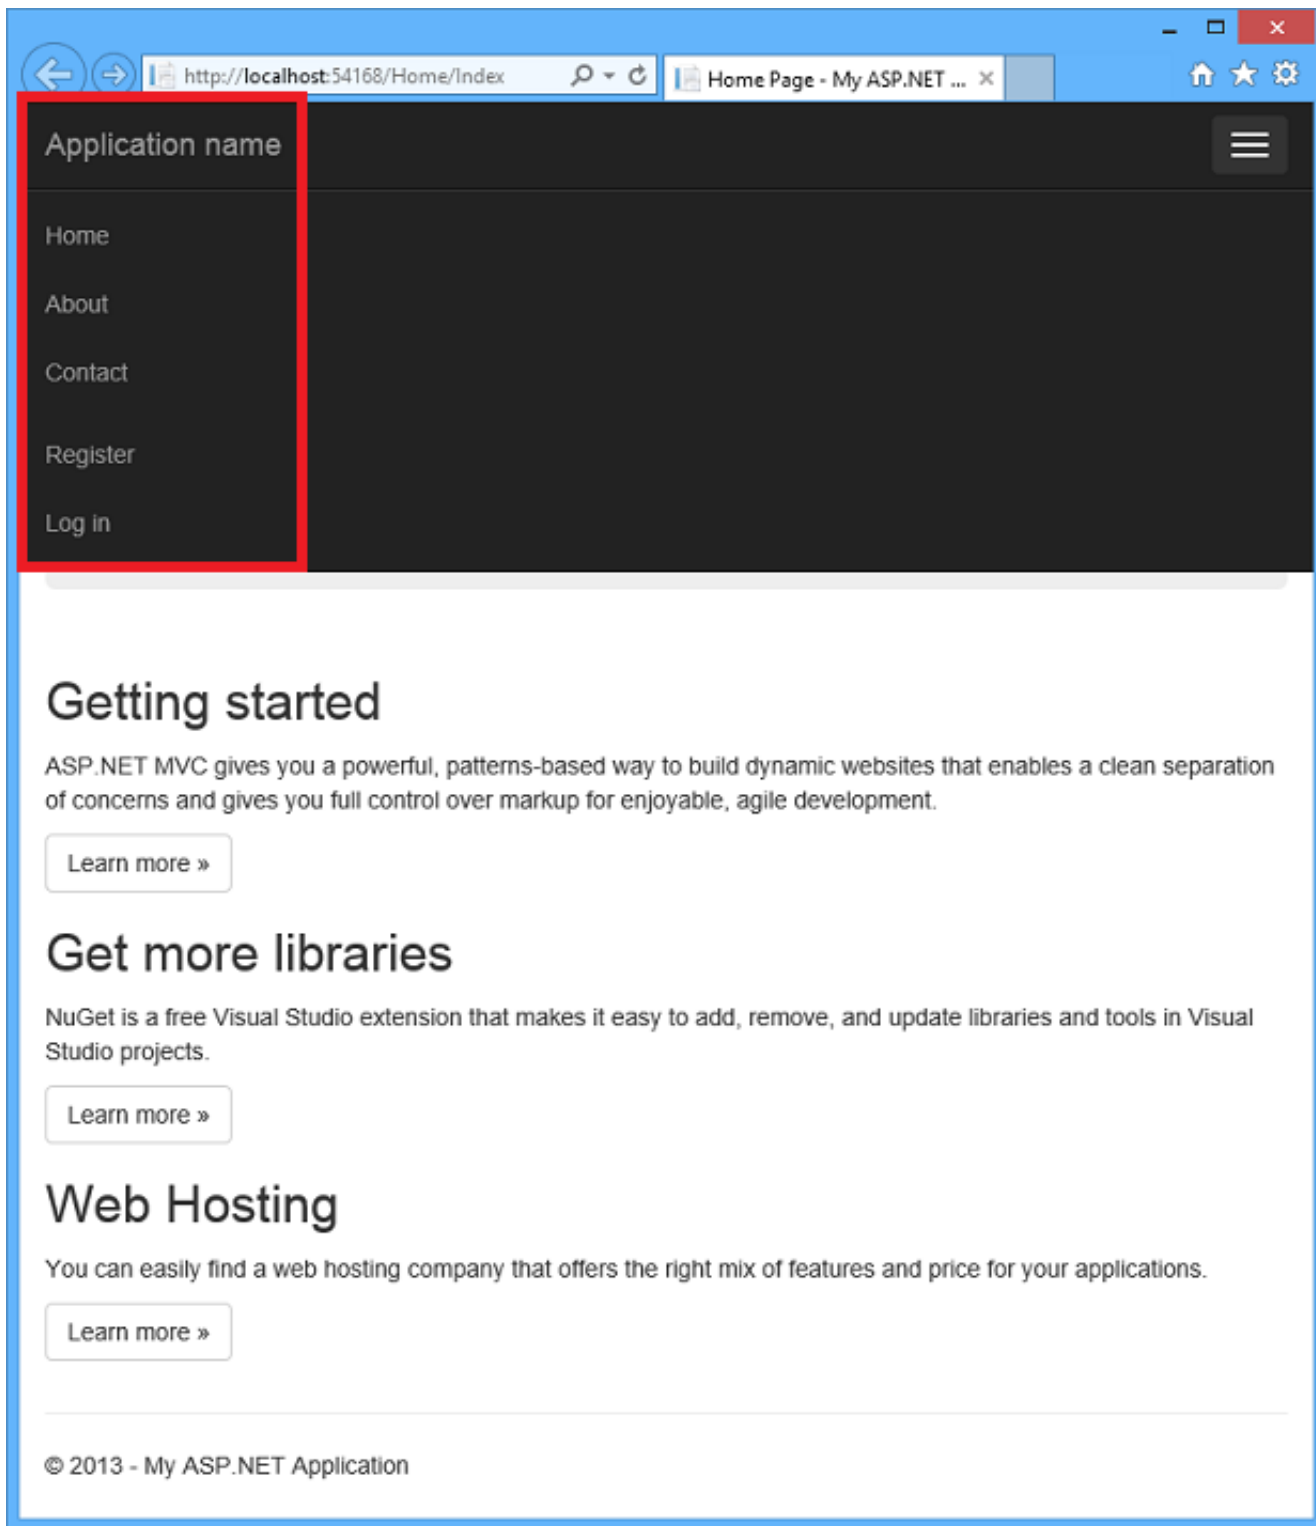 http://localhost:54168/Home/Index
Home Page - My ASP.NET ...
Application name
Home
About
Contact
Register
Log in
Getting started
ASP.NET MVC gives you a powerful, patterns-based way to build dynamic websites that enables a clean separation
of concerns and gives you full control over markup for enjoyable, agile development.
Learn more »
Get more libraries
NuGet is a free Visual Studio extension that makes it easy to add, remove, and update libraries and tools in Visual
Studio projects.
Learn more »
Web Hosting
You can easily find a web hosting company that offers the right mix of features and price for your applications.
Learn more »
© 2013 - My ASP.NET Application